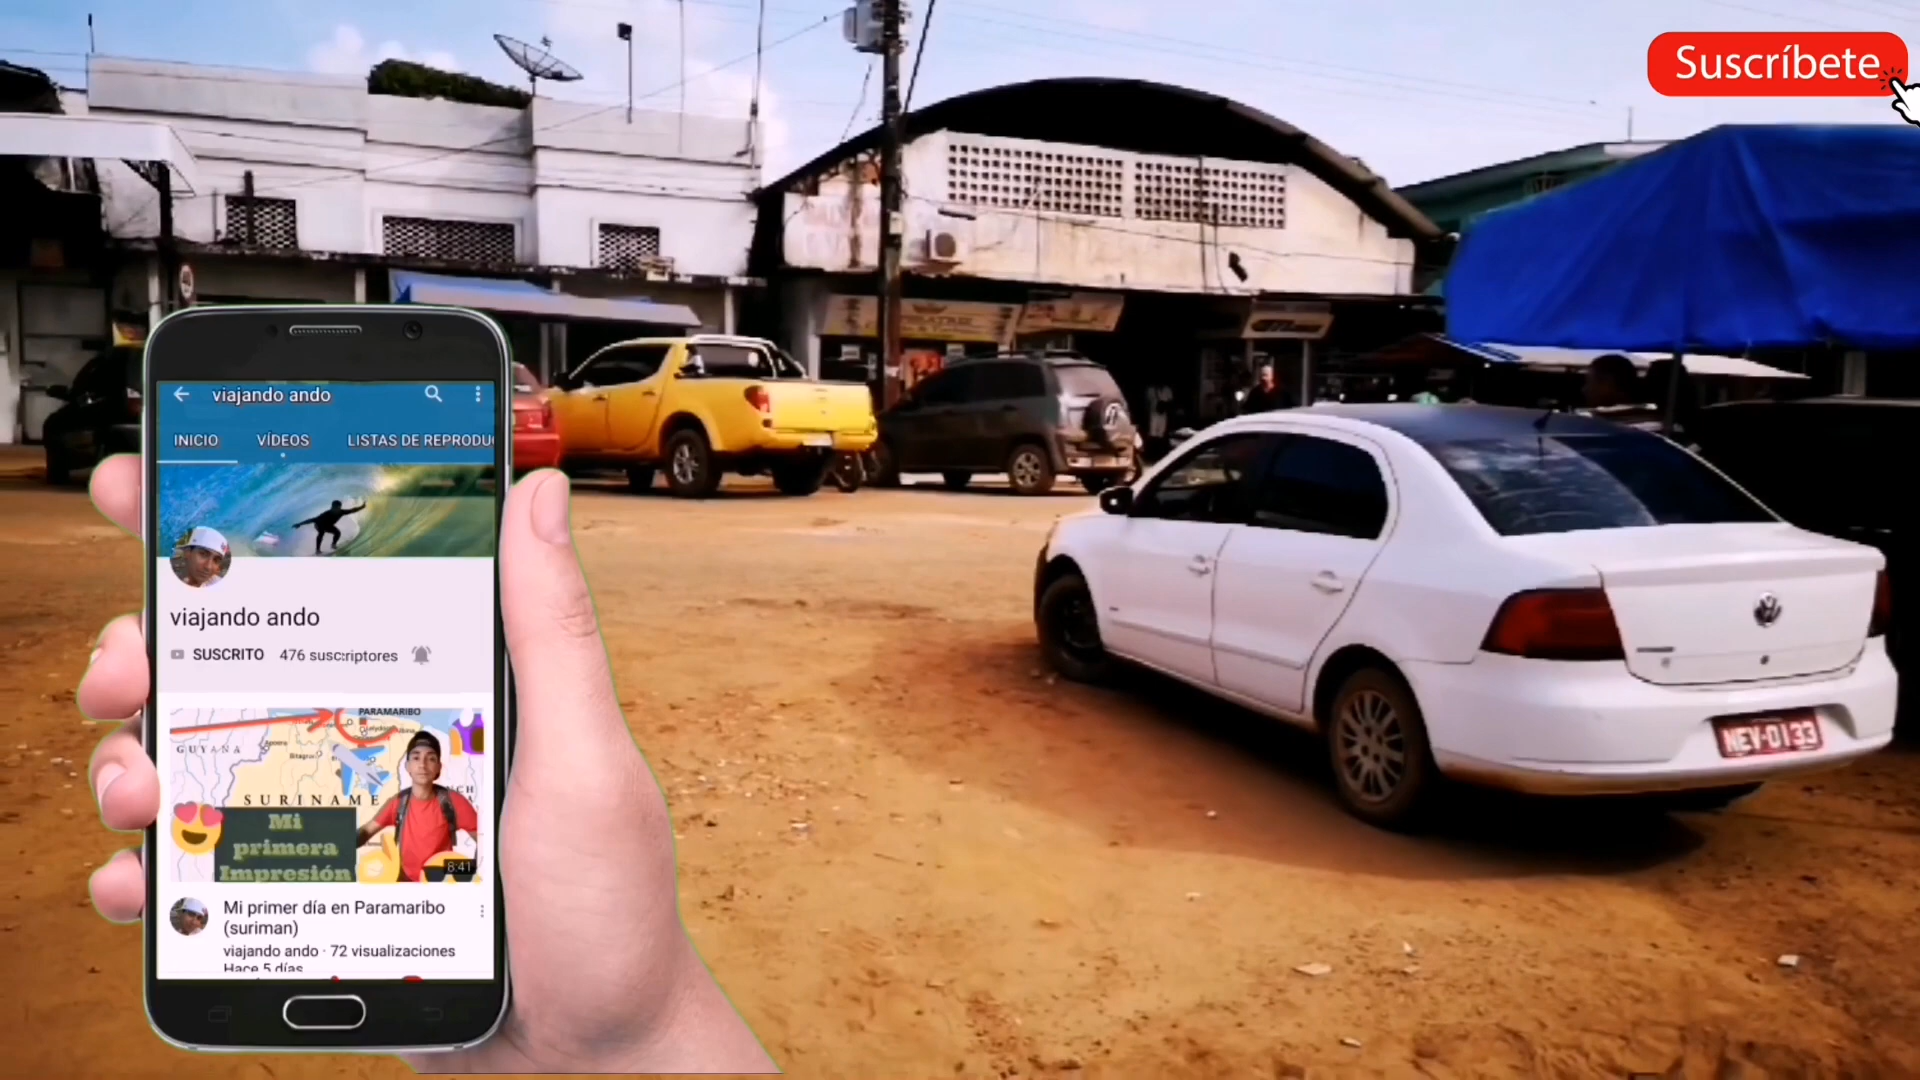 Suscríbete
viajando ando
INICIO VÍDEOS LISTAS DE REPRODU
viajando ando
SUSCRITO 476 suscriptores
PARAMARIBO
GUYANA
SURINAME
Mi
primera
Impresión
8:41
Mi primer día en Paramaribo
(suriman)
viajando ando · 72 visualizaciones
Hace 5 días
NEV-0133